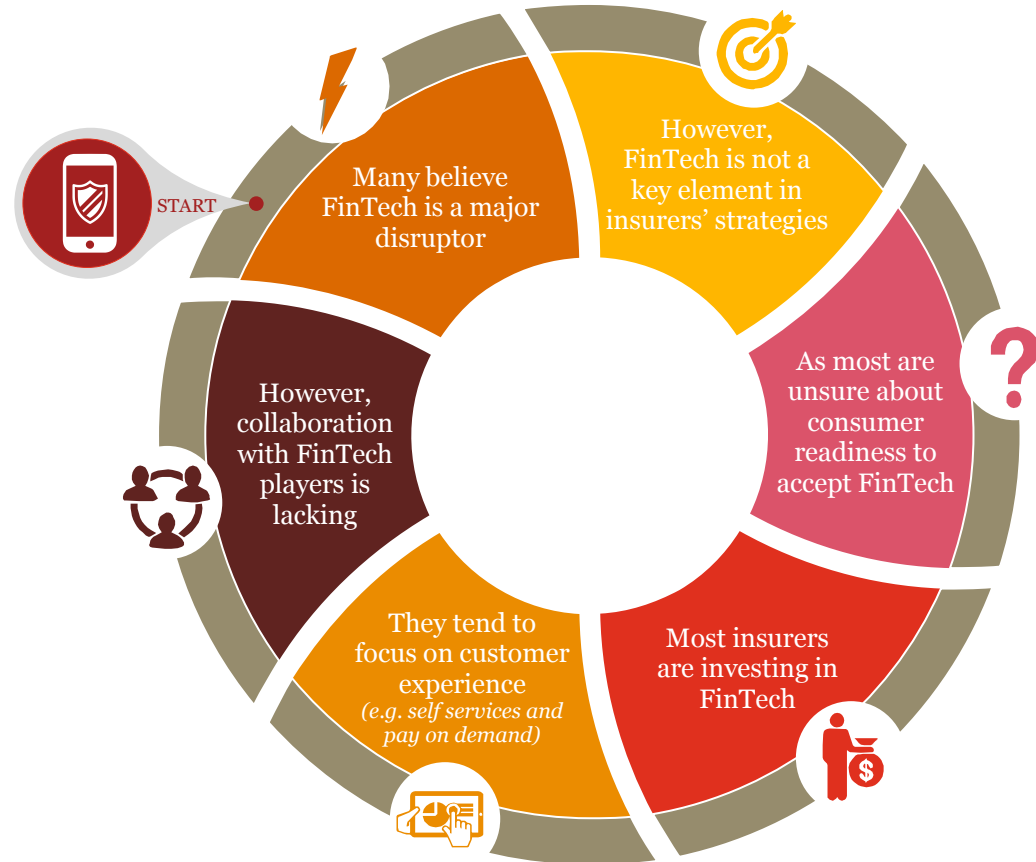 START
Many believe
FinTech is a major
disruptor
However,
FinTech is not a
key element in
insurers’ strategies
As most are
unsure about
consumer
readiness to
accept FinTech
Most insurers
are investing in
FinTech
$
They tend to
focus on customer
experience
(e.g. self services and
pay on demand)
However,
collaboration
with FinTech
players is
lacking